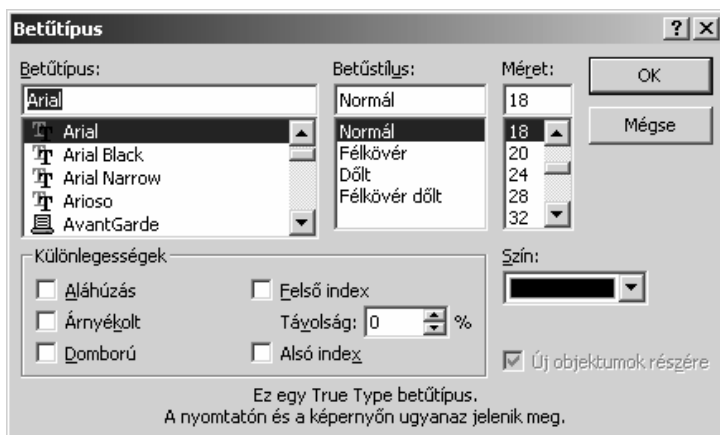 Betűtípus
Betűtípus: Betűstílus: Méret:
Arial Normál 18 OK
Arial Normál 18 Mégse
Arial Black Félkövér 20
Arial Narrow Dőlt 24
Arioso Félkövér dőlt 28
AvantGarde 32
Különlegességek Szín:
Aláhúzás Felső index
Árnyékolt Távolság: 0 %
Domború Alsó index Új objektumok részére
Ez egy True Type betűtípus.
A nyomtatón és a képernyőn ugyanaz jelenik meg.